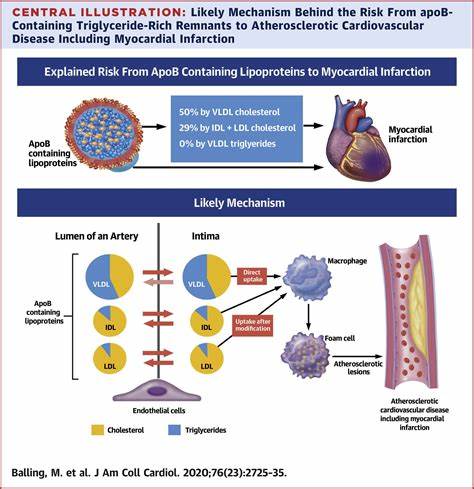 CENTRAL ILLUSTRATION: Likely Mechanism Behind the Risk From apoB-
Containing Triglyceride-Rich Remnants to Atherosclerotic Cardiovascular
Disease Including Myocardial Infarction
Explained Risk From ApoB Containing Lipoproteins to Myocardial Infarction
ApoB
containing
lipoproteins
50% by VLDL cholesterol
29% by IDL + LDL cholesterol
0% by VLDL triglycerides
Myocardial
infarction
Likely Mechanism
Lumen of an Artery
Intima
ApoB
containing
lipoproteins
VLDL
IDL
LDL
VLDL
IDL
LDL
Direct
uptake
Uptake after
modification
Macrophage
Foam cell
Atherosclerotic
lesions
Endothelial cells
Cholesterol
Triglycerides
Atherosclerotic
cardiovascular disease
including myocardial
infarction
Balling, M. et al. J Am Coll Cardiol. 2020;76(23):2725-35.